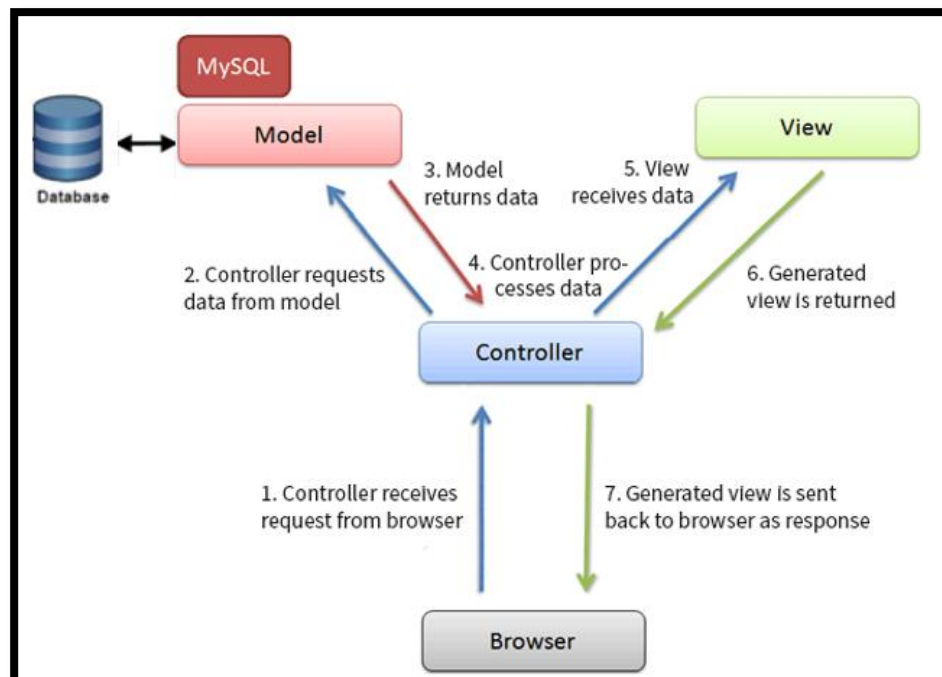 MySQL
Model
View
Database
3. Model
returns data
5. View
receives data
2. Controller requests
data from model
4. Controller pro-
cesses data
6. Generated
view is returned
Controller
1. Controller receives
request from browser
7. Generated view is sent
back to browser as response
Browser